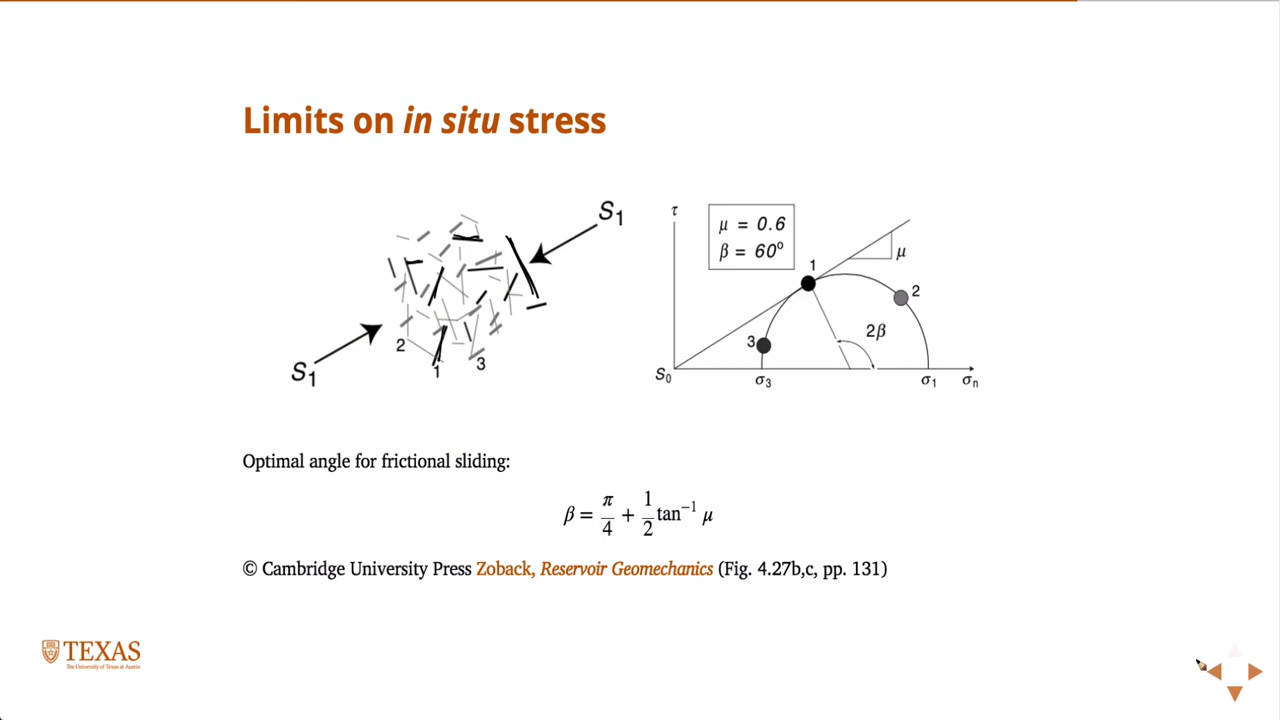 Limits on in situ stress
S₁
S₁
2
1
3
τ
μ = 0.6
β = 60⁰
1
μ
2
2β
3
S₀
σ₃
σ₁
σₙ
Optimal angle for frictional sliding:
β = π/4 + 1/2 tan⁻¹ μ
© Cambridge University Press Zoback, Reservoir Geomechanics (Fig. 4.27b,c, pp. 131)
TEXAS
The University of Texas at Austin